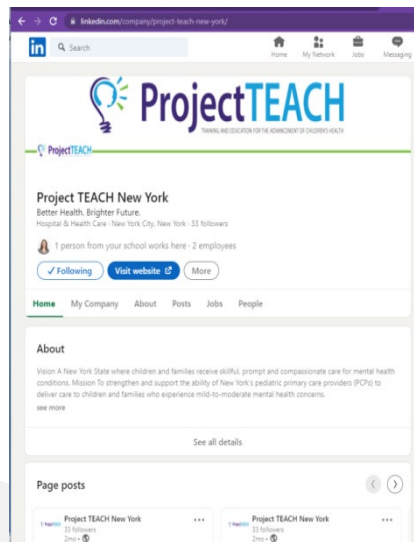 linkedin.com/company/project-teach-new-york/
in
Search
Home
My Network
Jobs
Messaging
ProjectTEACH
TRAINING AND EDUCATION FOR THE ADVANCEMENT OF CHILDREN'S HEALTH
ProjectTEACH
Project TEACH New York
Better Health. Brighter Future.
Hospital & Health Care · New York City, New York · 33 followers
1 person from your school works here · 2 employees
✓ Following
Visit website
More
Home My Company About Posts Jobs People
About
Vision A New York State where children and families receive skillful, prompt and compassionate care for mental health
conditions. Mission To strengthen and support the ability of New York's pediatric primary care providers (PCPs) to
deliver care to children and families who experience mild-to-moderate mental health concerns.
see more
See all details
Page posts
Project TEACH New York
33 followers
2mo •
Project TEACH New York
33 followers
2mo •